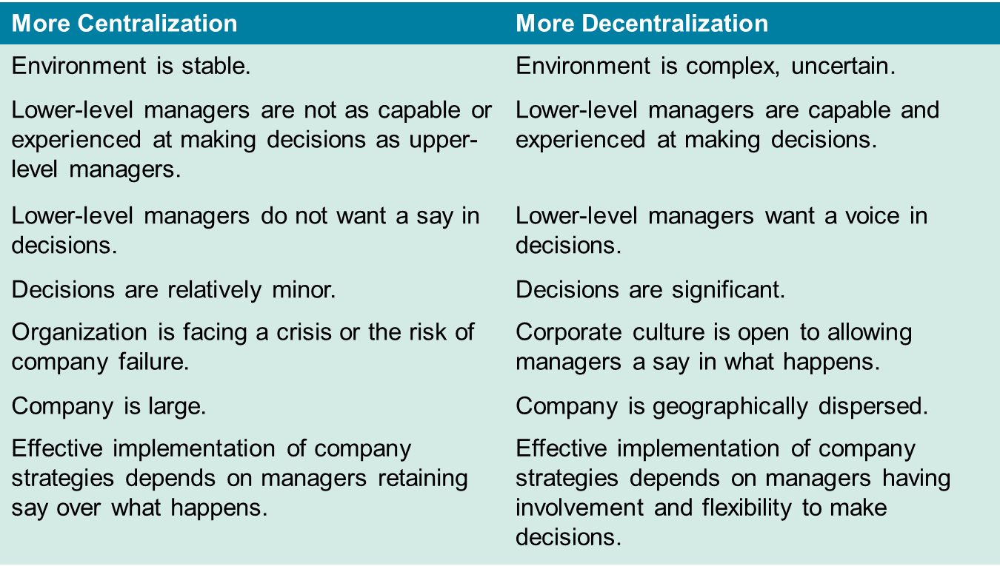 More Centralization
More Decentralization
Environment is stable.
Environment is complex, uncertain.
Lower-level managers are not as capable or
experienced at making decisions as upper-
level managers.
Lower-level managers are capable and
experienced at making decisions.
Lower-level managers do not want a say in
decisions.
Lower-level managers want a voice in
decisions.
Decisions are relatively minor.
Decisions are significant.
Organization is facing a crisis or the risk of
company failure.
Corporate culture is open to allowing
managers a say in what happens.
Company is large.
Company is geographically dispersed.
Effective implementation of company
strategies depends on managers retaining
say over what happens.
Effective implementation of company
strategies depends on managers having
involvement and flexibility to make
decisions.